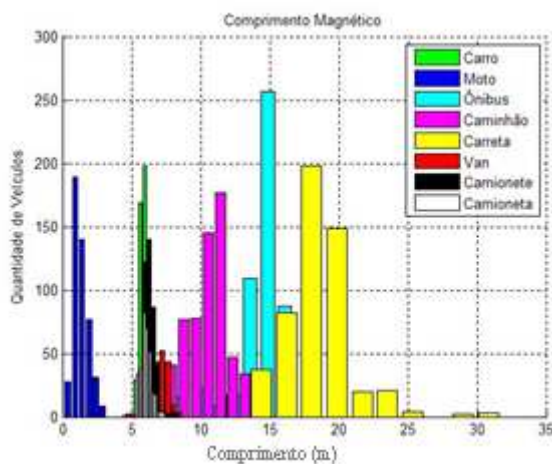 Comprimento Magnético
300
250
200
150
100
50
0
Quantidade de Veículos
Carro
Moto
Ônibus
Caminhão
Carreta
Van
Camionete
Camioneta
0 5 10 15 20 25 30 35
Comprimento (m)